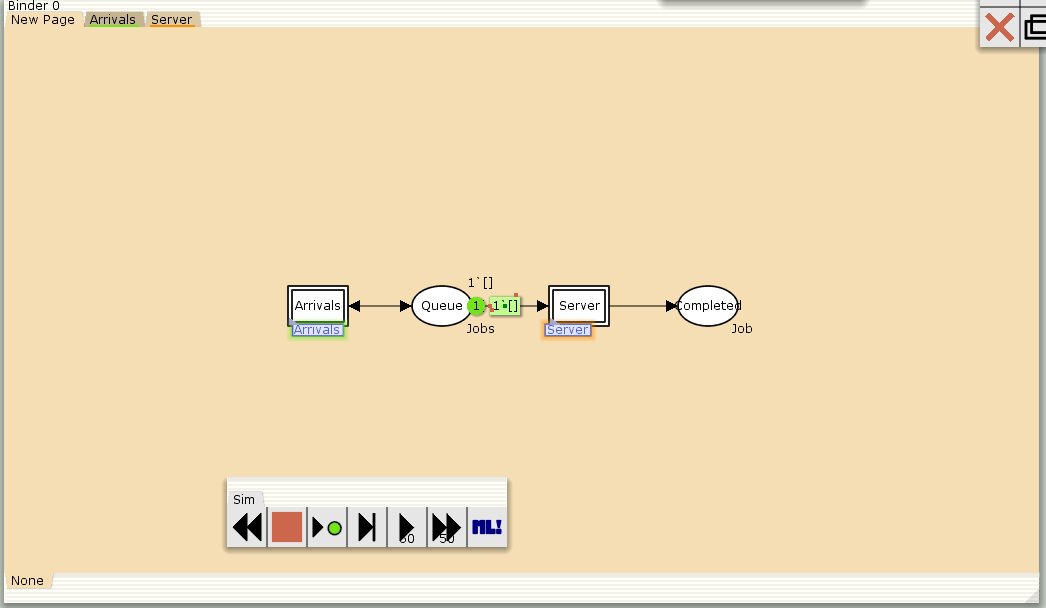 Binder 0
New Page Arrivals Server
1`[]
Arrivals Queue 1 1`[] Server Completed
Arrivals Jobs Server Job
Sim
50 50 ML!
None